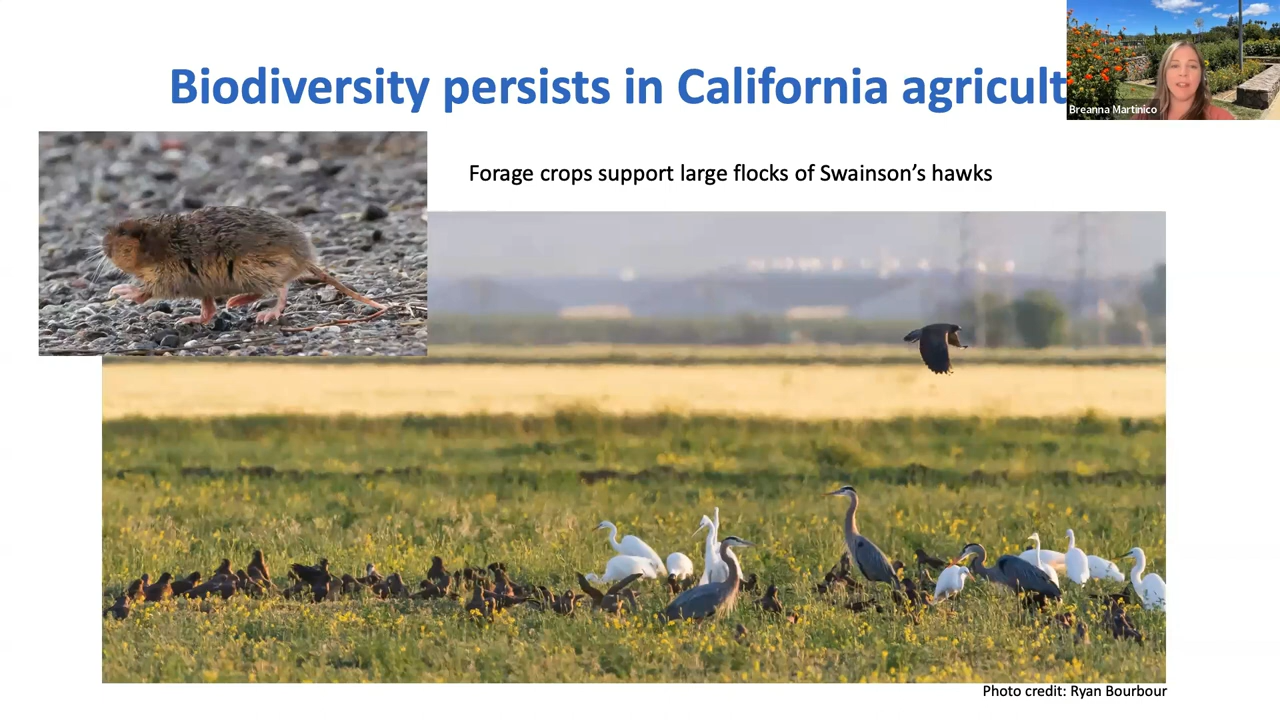 Biodiversity persists in California agricult
Breanna Martinico
Forage crops support large flocks of Swainson’s hawks
Photo credit: Ryan Bourbour